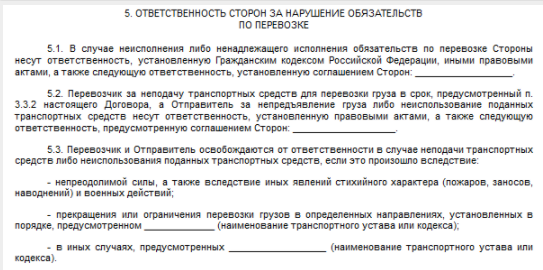 5. ОТВЕТСТВЕННОСТЬ СТОРОН ЗА НАРУШЕНИЕ ОБЯЗАТЕЛЬСТВ
ПО ПЕРЕВОЗКЕ
5.1. В случае неисполнения либо ненадлежащего исполнения обязательств по перевозке Стороны
несут ответственность, установленную Гражданским кодексом Российской Федерации, иными правовыми
актами, а также следующую ответственность, установленную соглашением Сторон: ___________________.
5.2. Перевозчик за неподачу транспортных средств для перевозки груза в срок, предусмотренный п.
3.3.2 настоящего Договора, а Отправитель за непредъявление груза либо неиспользование поданных
транспортных средств несут ответственность, установленную правовыми актами, а также следующую
ответственность, предусмотренную соглашением Сторон: ____________________.
5.3. Перевозчик и Отправитель освобождаются от ответственности в случае неподачи транспортных
средств либо неиспользования поданных транспортных средств, если это произошло вследствие:
- непреодолимой силы, а также вследствие иных явлений стихийного характера (пожаров, заносов,
наводнений) и военных действий;
- прекращения или ограничения перевозки грузов в определенных направлениях, установленных в
порядке, предусмотренном ______________ (наименование транспортного устава или кодекса);
- в иных случаях, предусмотренных ___________________ (наименование транспортного устава или
кодекса).